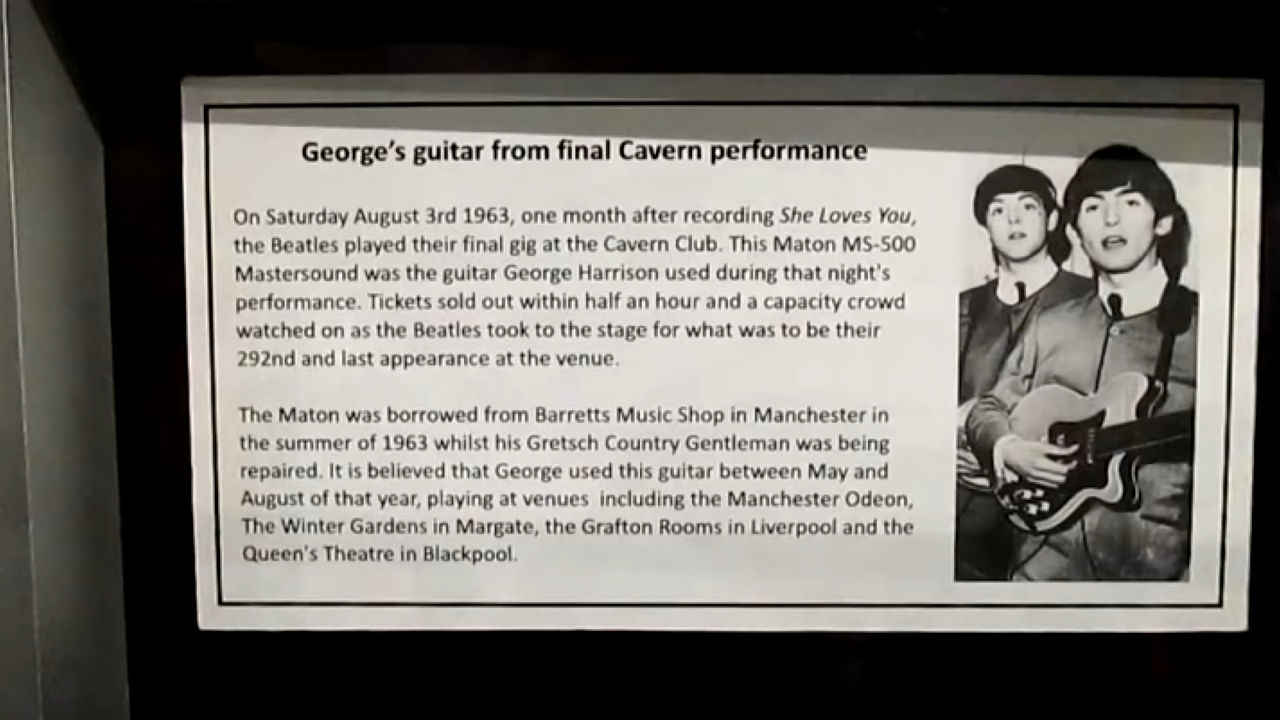 George's guitar from final Cavern performance
On Saturday August 3rd 1963, one month after recording She Loves You,
the Beatles played their final gig at the Cavern Club. This Maton MS-500
Mastersound was the guitar George Harrison used during that night's
performance. Tickets sold out within half an hour and a capacity crowd
watched on as the Beatles took to the stage for what was to be their
292nd and last appearance at the venue.
The Maton was borrowed from Barretts Music Shop in Manchester in
the summer of 1963 whilst his Gretsch Country Gentleman was being
repaired. It is believed that George used this guitar between May and
August of that year, playing at venues  including the Manchester Odeon,
The Winter Gardens in Margate, the Grafton Rooms in Liverpool and the
Queen's Theatre in Blackpool.